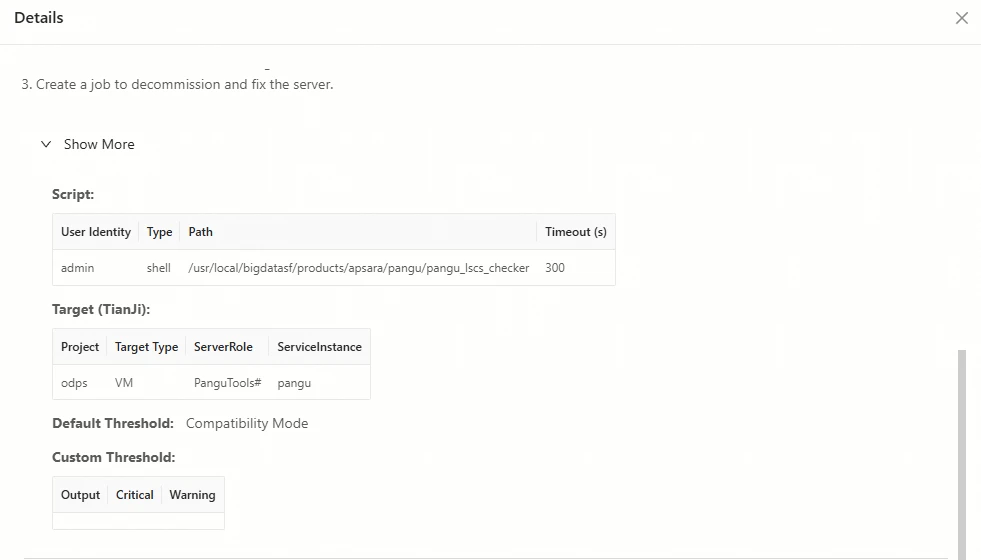 Details
3. Create a job to decommission and fix the server.
Show More
Script:
User Identity Type Path Timeout (s)
admin shell /usr/local/bigdatasf/products/apsara/pangu/pangu_lscs_checker 300
Target (TianJi):
Project Target Type ServerRole ServiceInstance
odps VM PanguTools# pangu
Default Threshold: Compatibility Mode
Custom Threshold:
Output Critical Warning